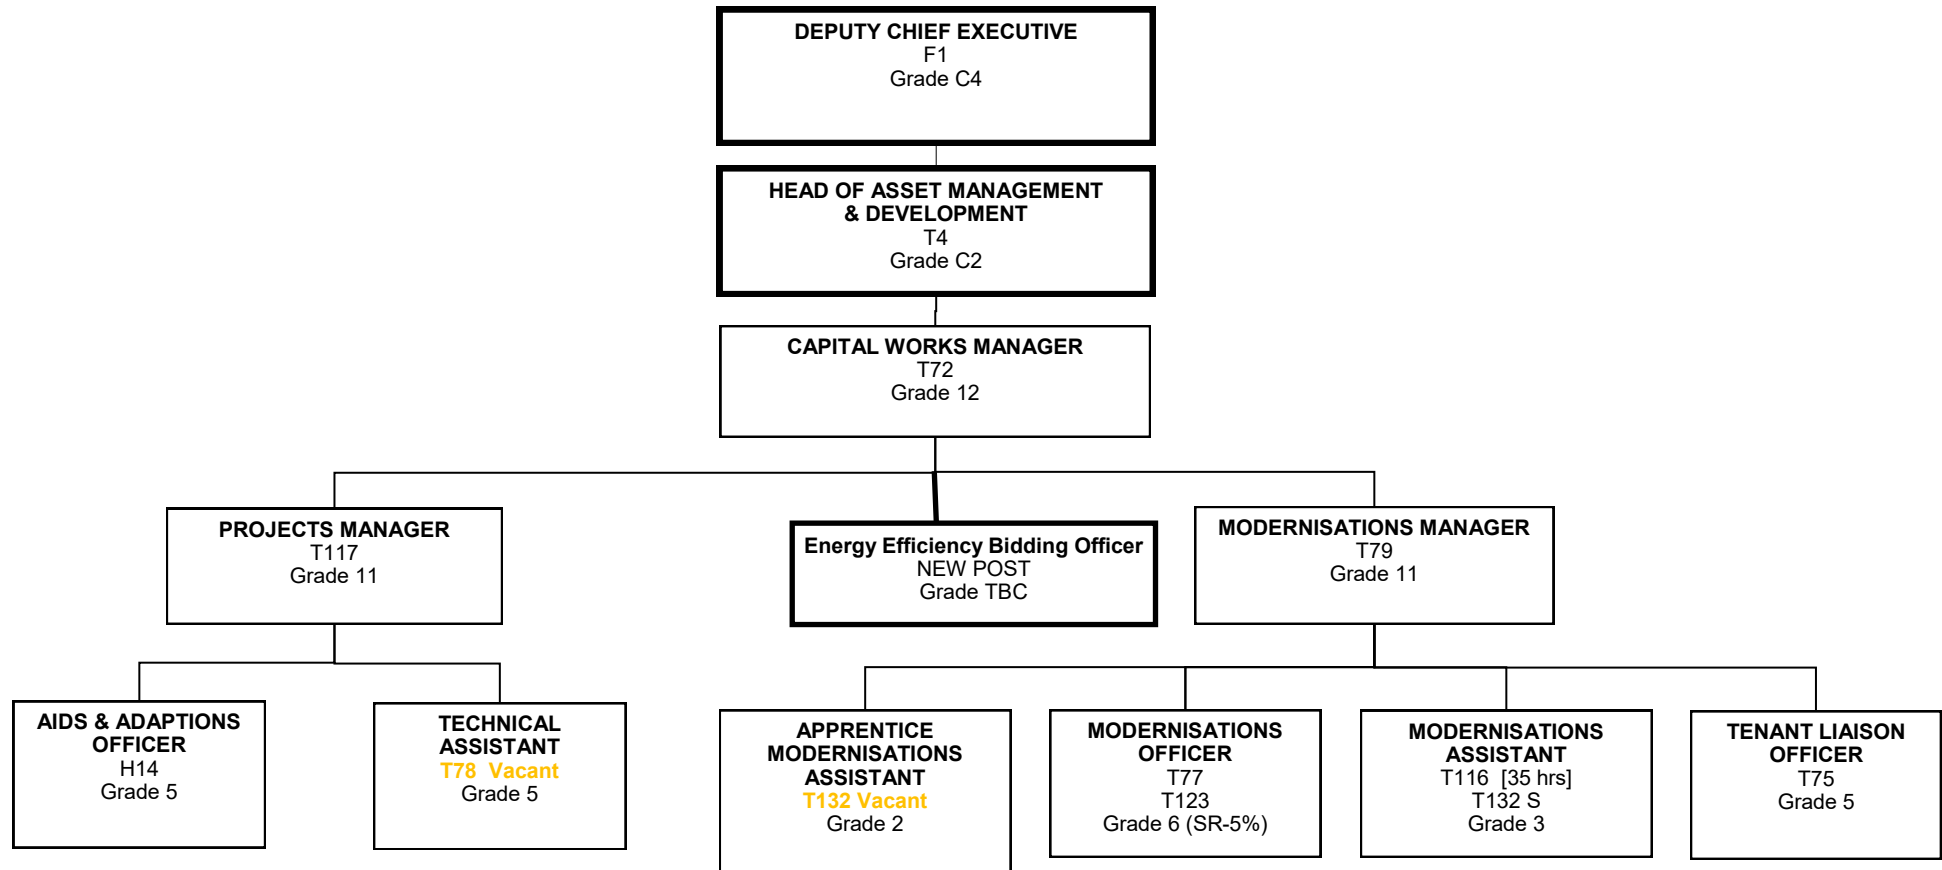 DEPUTY CHIEF EXECUTIVE
F1
Grade C4
HEAD OF ASSET MANAGEMENT
& DEVELOPMENT
T4
Grade C2
CAPITAL WORKS MANAGER
T72
Grade 12
PROJECTS MANAGER
T117
Grade 11
Energy Efficiency Bidding Officer
NEW POST
Grade TBC
MODERNISATIONS MANAGER
T79
Grade 11
AIDS & ADAPTIONS
OFFICER
H14
Grade 5
TECHNICAL
ASSISTANT
T78  Vacant
Grade 5
APPRENTICE
MODERNISATIONS
ASSISTANT
T132 Vacant
Grade 2
MODERNISATIONS
OFFICER
T77
T123
Grade 6 (SR-5%)
MODERNISATIONS
ASSISTANT
T116  [35 hrs]
T132 S
Grade 3
TENANT LIAISON
OFFICER
T75
Grade 5